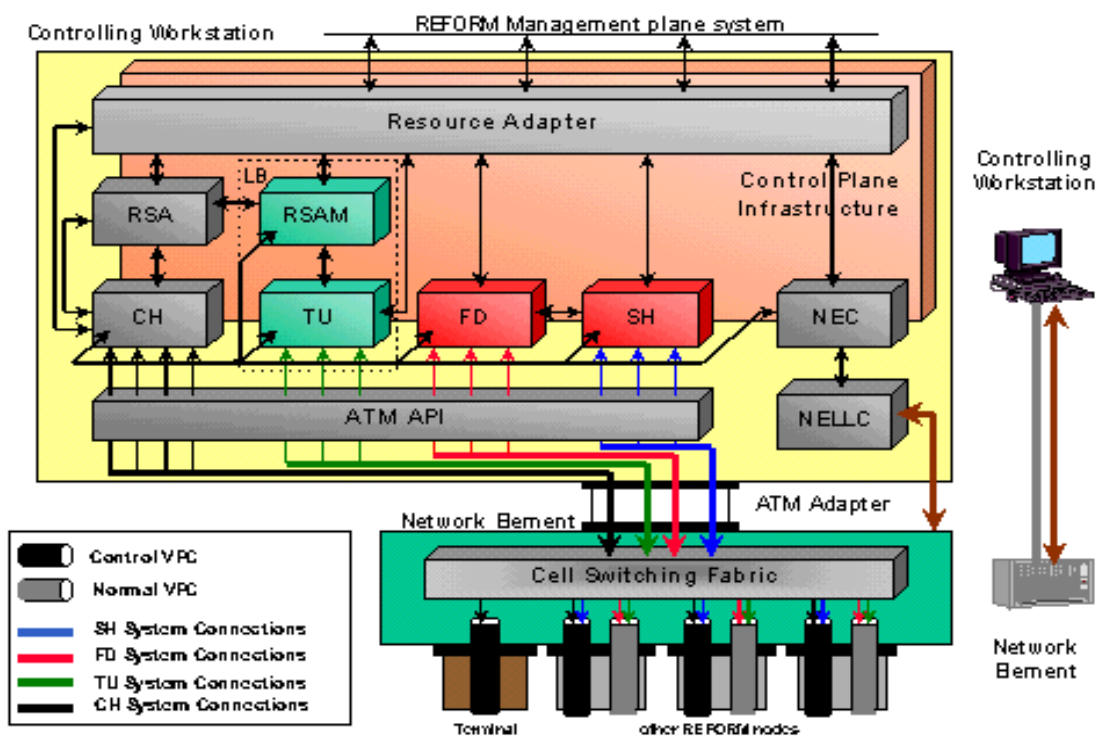 REFORM Management plane system
Controlling Workstation
Resource Adapter
Controlling
Workstation
LB
Control Plane
Infrastructure
RSA
RSAM
CH
TU
FD
SH
NEC
ATM API
NELLC
ATM Adapter
Network Bement
Cell Switching Fabric
Control VPC
Normal VPC
SH System Connections
FD System Connections
TU System Connections
CH System Connections
Network
Bement
Terminal
other REFORM nodes